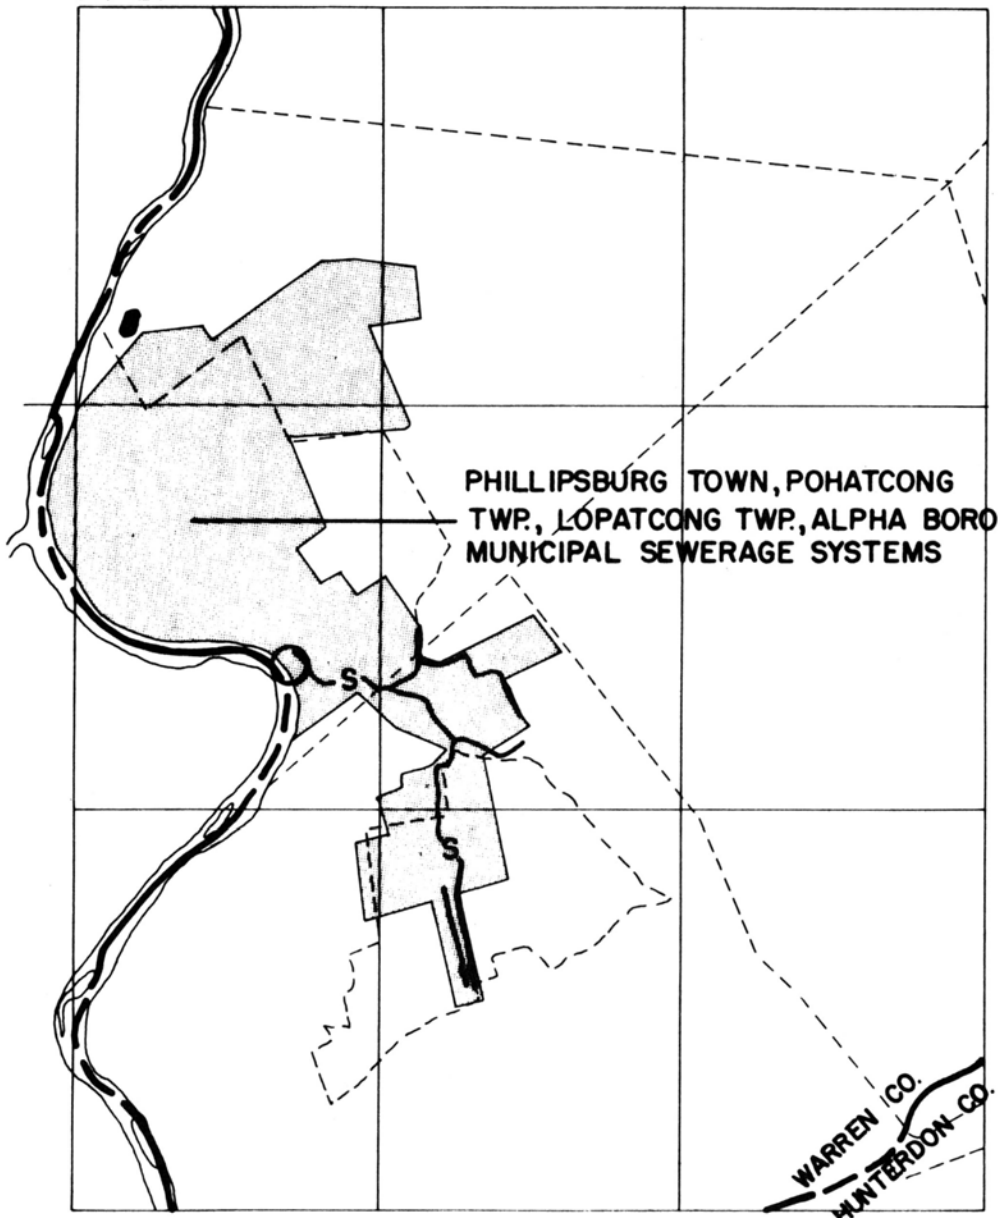 PHILLIPSBURG TOWN, POHATCONG
TWP., LOPATCONG TWP., ALPHA BORO
MUNICIPAL SEWERAGE SYSTEMS
S
S
WARREN CO.
HUNTERDON CO.